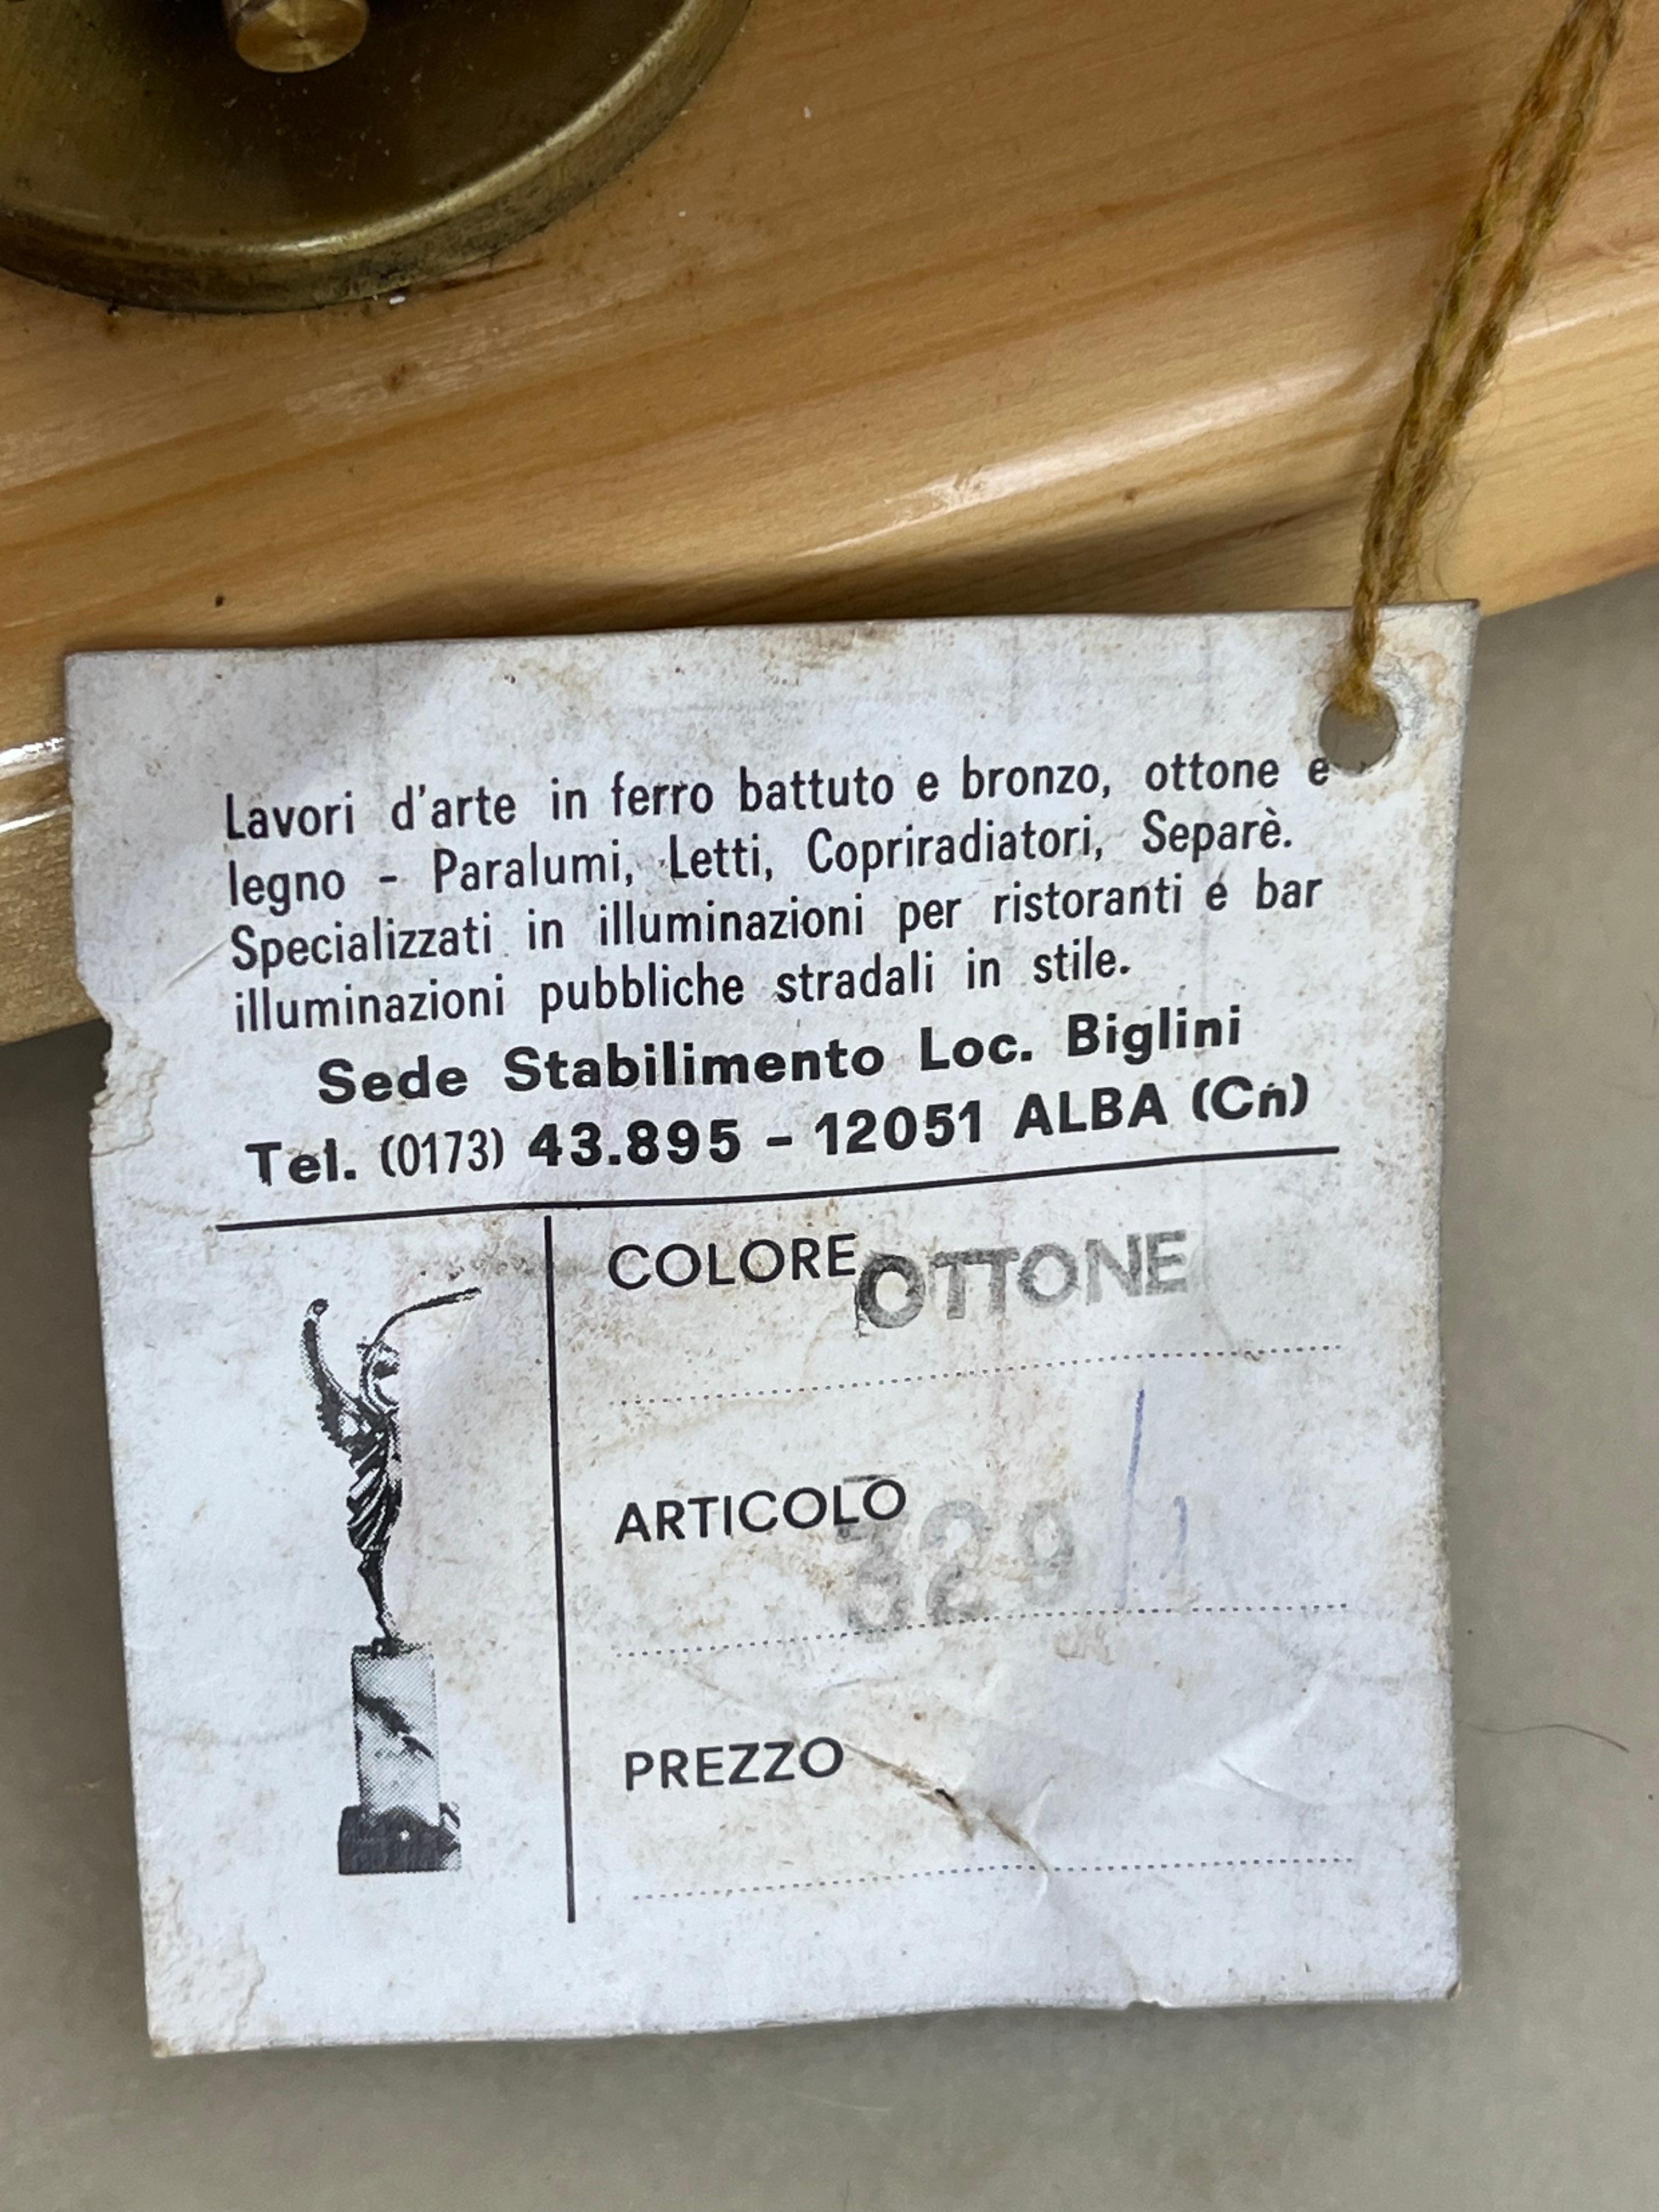 Lavori d'arte in ferro battuto e bronzo, ottone e
legno - Paralumi, Letti, Copriradiatori, Separè.
Specializzati in illuminazioni per ristoranti e bar
illuminazioni pubbliche stradali in stile.
Sede Stabilimento Loc. Biglini
Tel. (0173) 43.895 - 12051 ALBA (Cn)
COLORE OTTONE
ARTICOLO 329/1
PREZZO